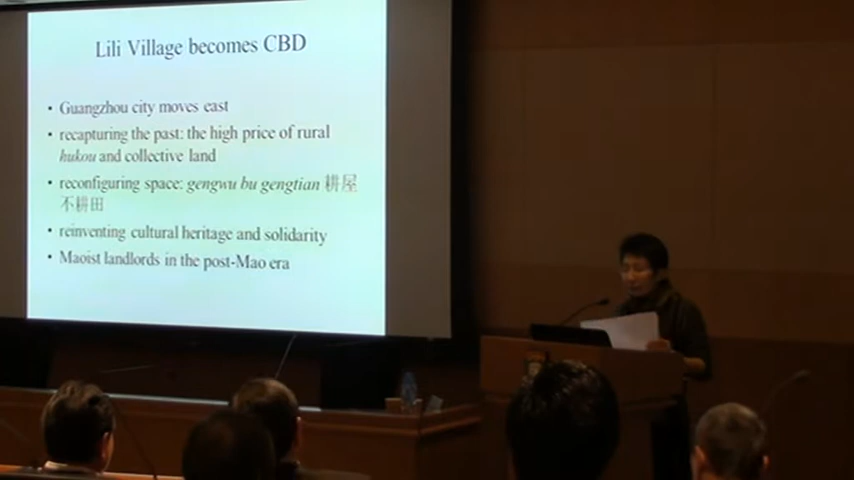 Lili Village becomes CBD
• Guangzhou city moves east
• recapturing the past: the high price of rural
hukou and collective land
• reconfiguring space: gengwu bu gengtian 耕屋
不耕田
• reinventing cultural heritage and solidarity
• Maoist landlords in the post-Mao era